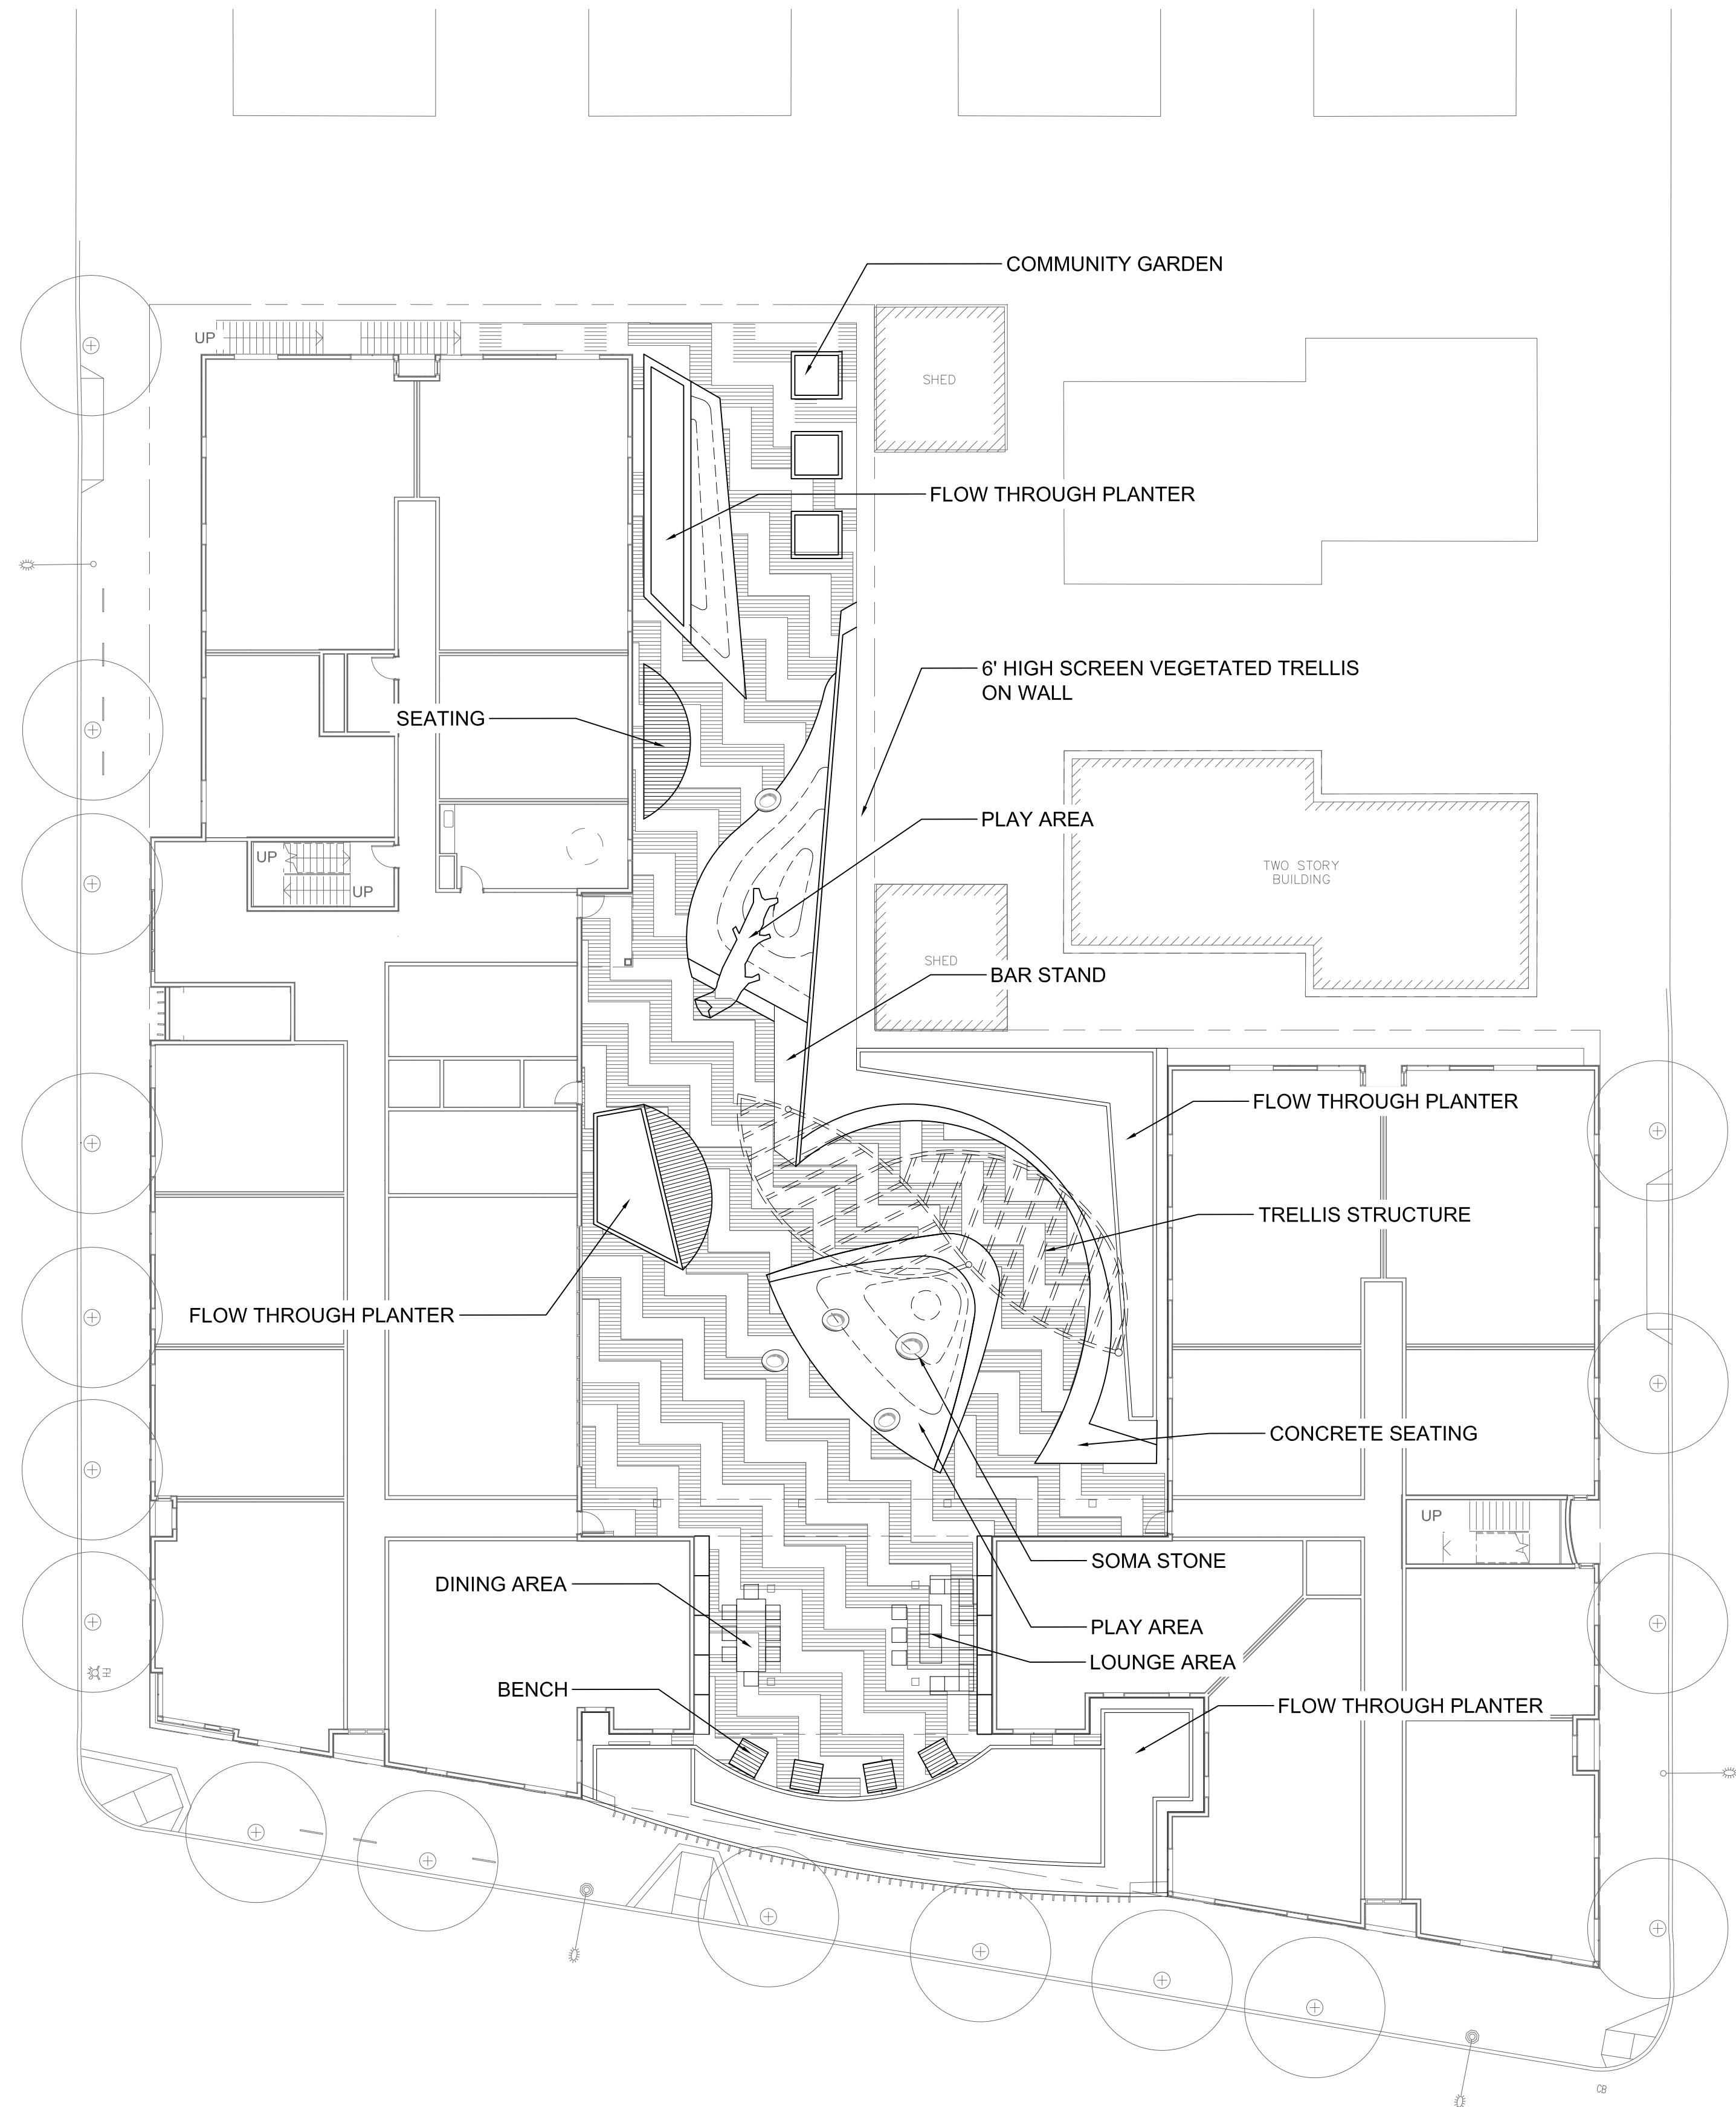 COMMUNITY GARDEN
UP
SHED
FLOW THROUGH PLANTER
6' HIGH SCREEN VEGETATED TRELLIS
ON WALL
SEATING
PLAY AREA
UP
TWO STORY
BUILDING
UP
SHED
BAR STAND
FLOW THROUGH PLANTER
TRELLIS STRUCTURE
FLOW THROUGH PLANTER
CONCRETE SEATING
UP
SOMA STONE
DINING AREA
PLAY AREA
LOUNGE AREA
FH
BENCH
FLOW THROUGH PLANTER
CB